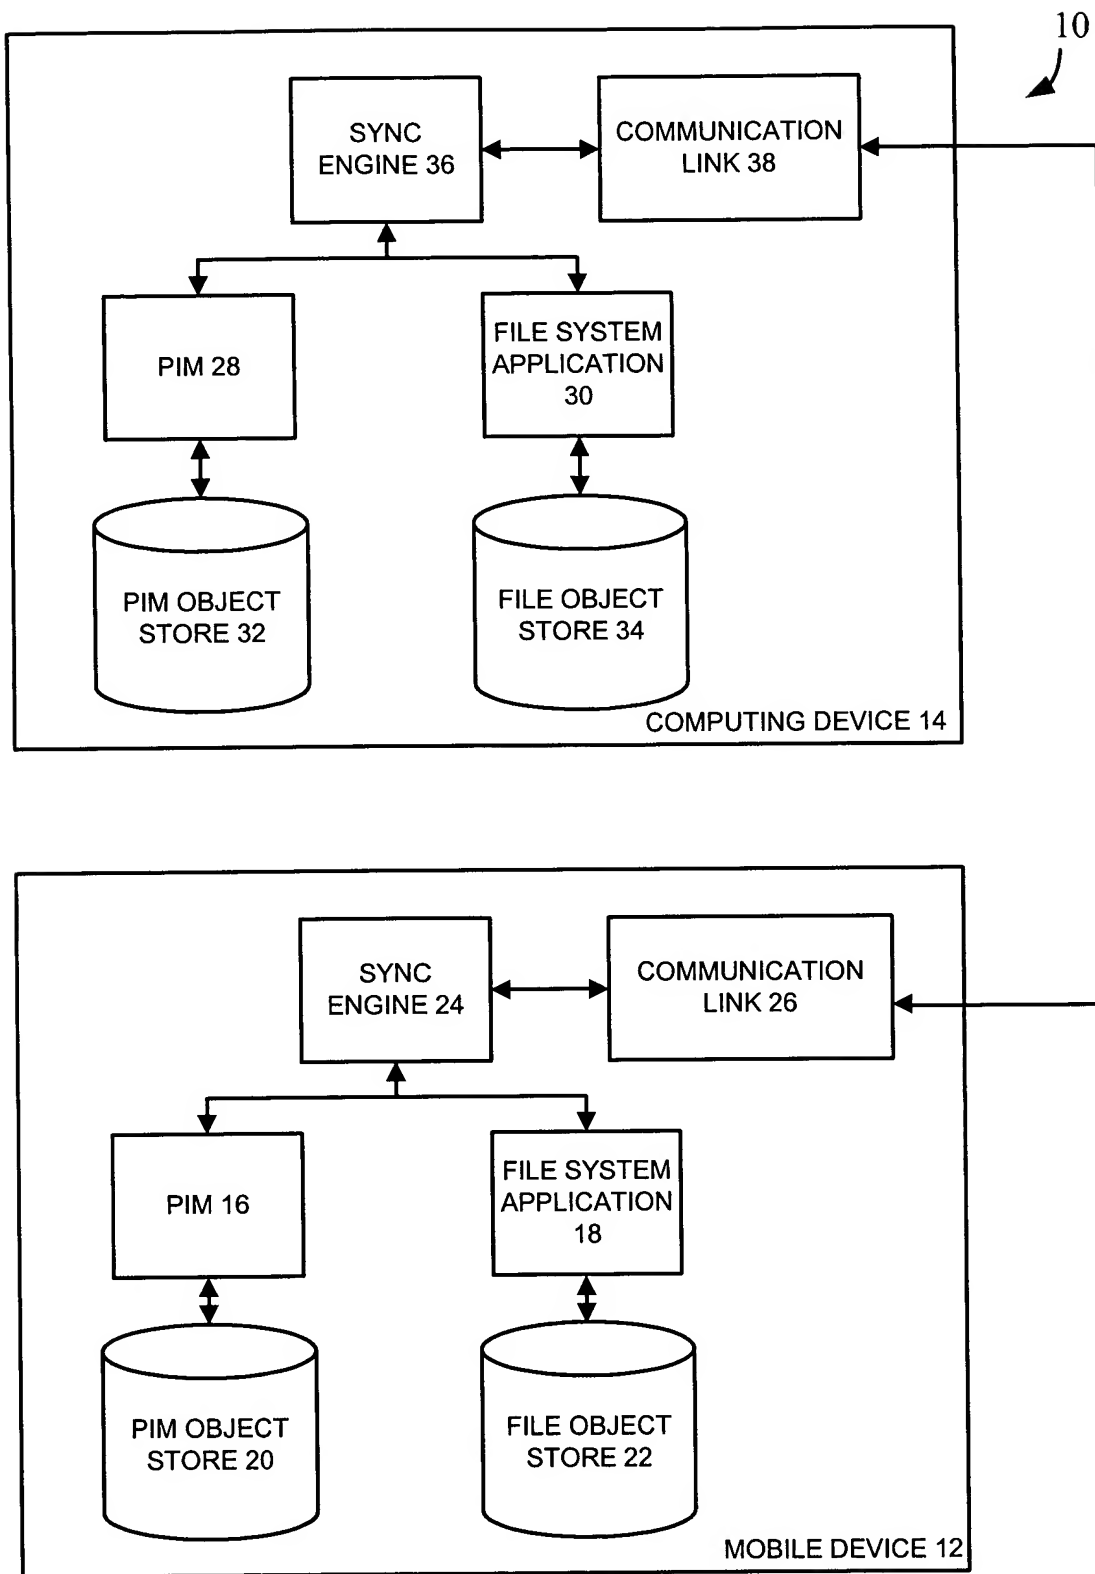 10
SYNC
ENGINE 36
COMMUNICATION
LINK 38
PIM 28
FILE SYSTEM
APPLICATION
30
PIM OBJECT
STORE 32
FILE OBJECT
STORE 34
COMPUTING DEVICE 14
SYNC
ENGINE 24
COMMUNICATION
LINK 26
PIM 16
FILE SYSTEM
APPLICATION
18
PIM OBJECT
STORE 20
FILE OBJECT
STORE 22
MOBILE DEVICE 12